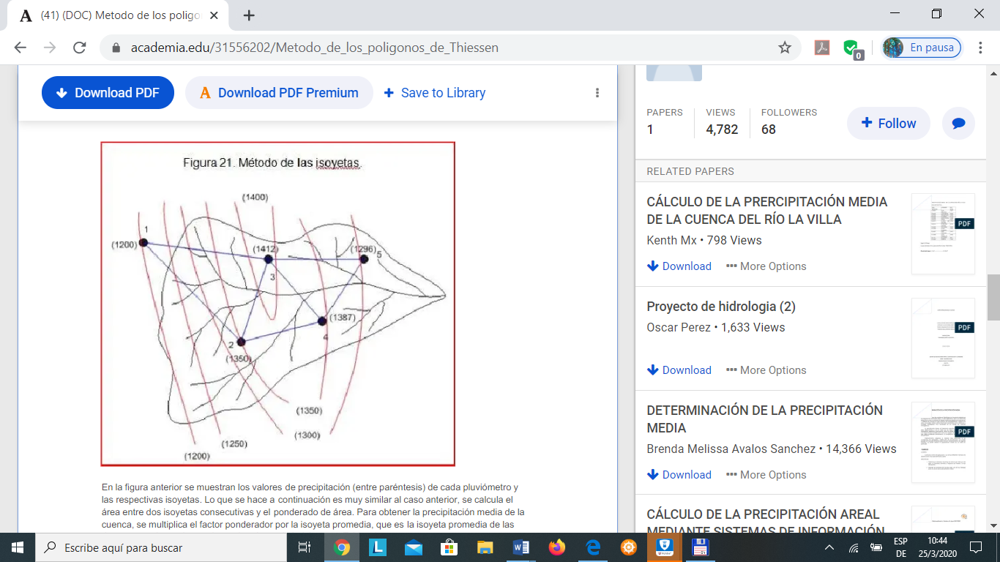 A (41) (DOC) Metodo de los poligo
academia.edu/31556202/Metodo_de_los_poligonos_de_Thiessen
0
En pausa
Download PDF
A Download PDF Premium
+ Save to Library
Figura 21. Método de las isoyetas.
(1400)
1
(1200)
(1412)
(1296)
5
3
(1387)
4
2
(1350)
(1350)
(1300)
(1250)
(1200)
En la figura anterior se muestran los valores de precipitación (entre paréntesis) de cada pluviómetro y
las respectivas isoyetas. Lo que se hace a continuación es muy similar al caso anterior, se calcula el
área entre dos isoyetas consecutivas y el ponderado de área. Para obtener la precipitación media de la
cuenca, se multiplica el factor ponderador por la isoyeta promedia, que es la isoyeta promedia de las
PAPERS VIEWS FOLLOWERS
1 4,782 68
+ Follow
RELATED PAPERS
CÁLCULO DE LA PRERCIPITACIÓN MEDIA
DE LA CUENCA DEL RÍO LA VILLA
Kenth Mx • 798 Views
Download ••• More Options
PDF
Proyecto de hidrologia (2)
Oscar Perez • 1,633 Views
Download ••• More Options
PDF
DETERMINACIÓN DE LA PRECIPITACIÓN
MEDIA
Brenda Melissa Avalos Sanchez • 14,366 Views
Download ••• More Options
PDF
CÁLCULO DE LA PRECIPITACIÓN AREAL
MEDIANTE SISTEMAS DE INFORMACIÓN
Escribe aquí para buscar
L
ESP
DE
10:44
25/3/2020